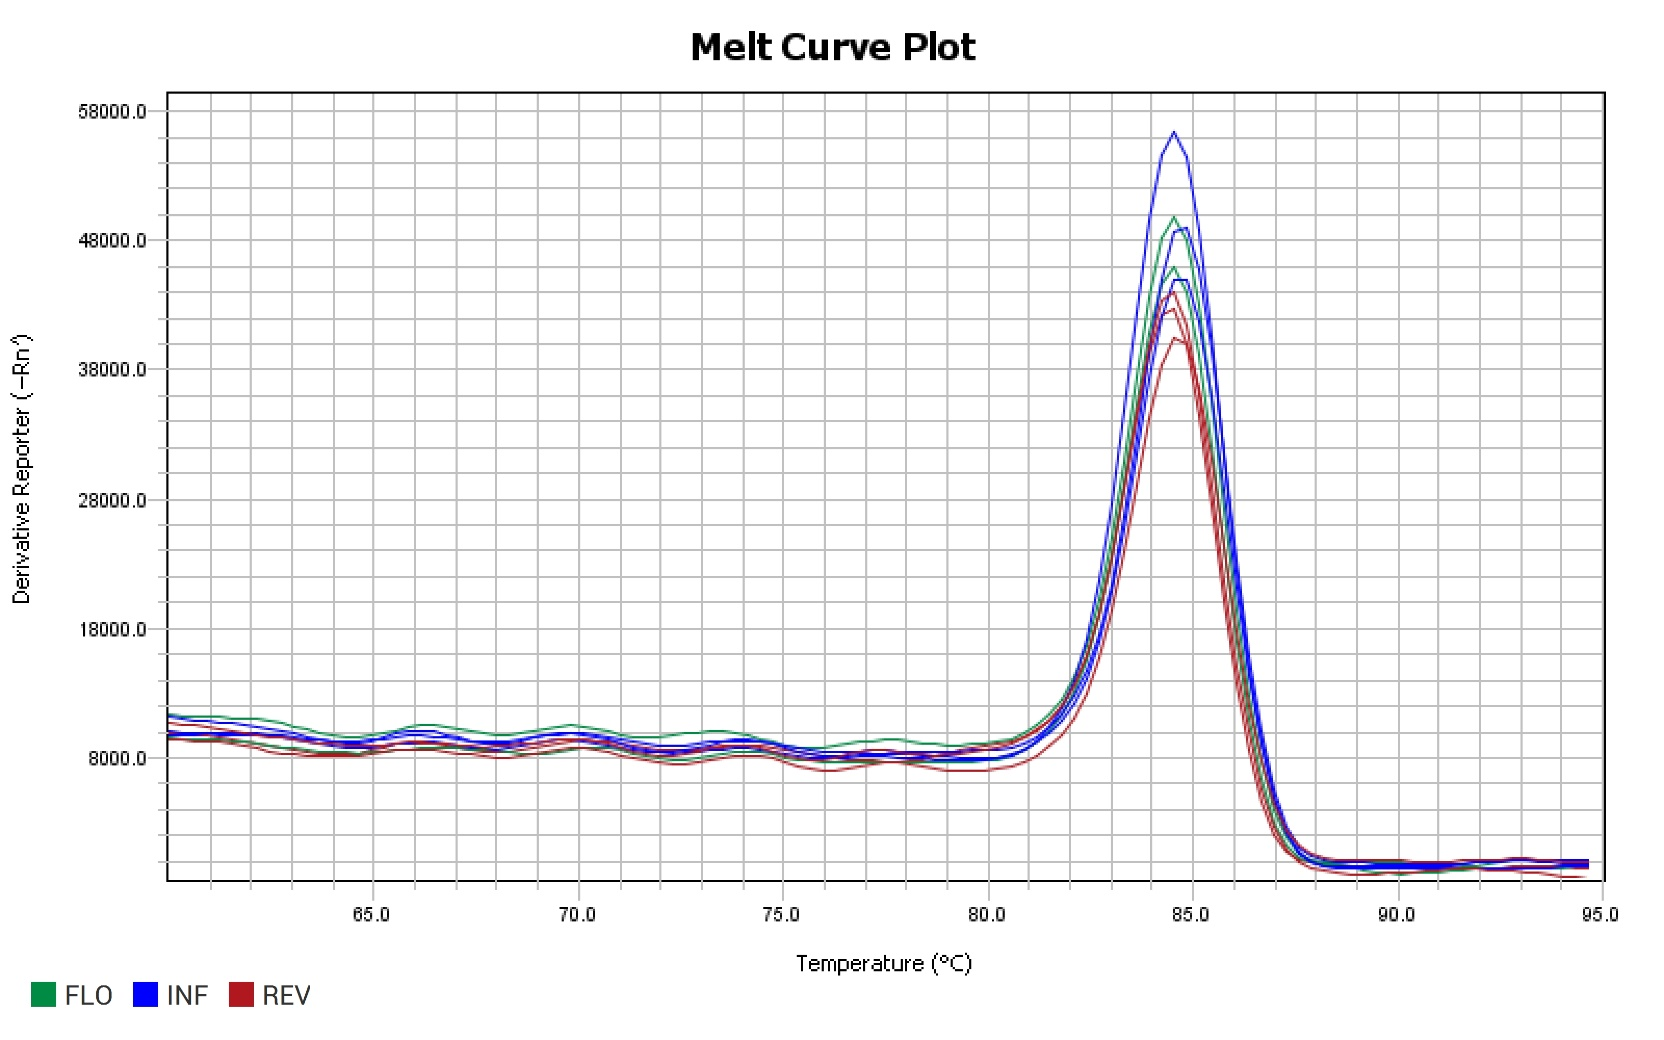 Melt Curve Plot
58000.0
48000.0
38000.0
28000.0
18000.0
8000.0
Derivative Reporter (-Rn')
65.0 70.0 75.0 80.0 85.0 90.0 95.0
Temperature (°C)
FLO INF REV